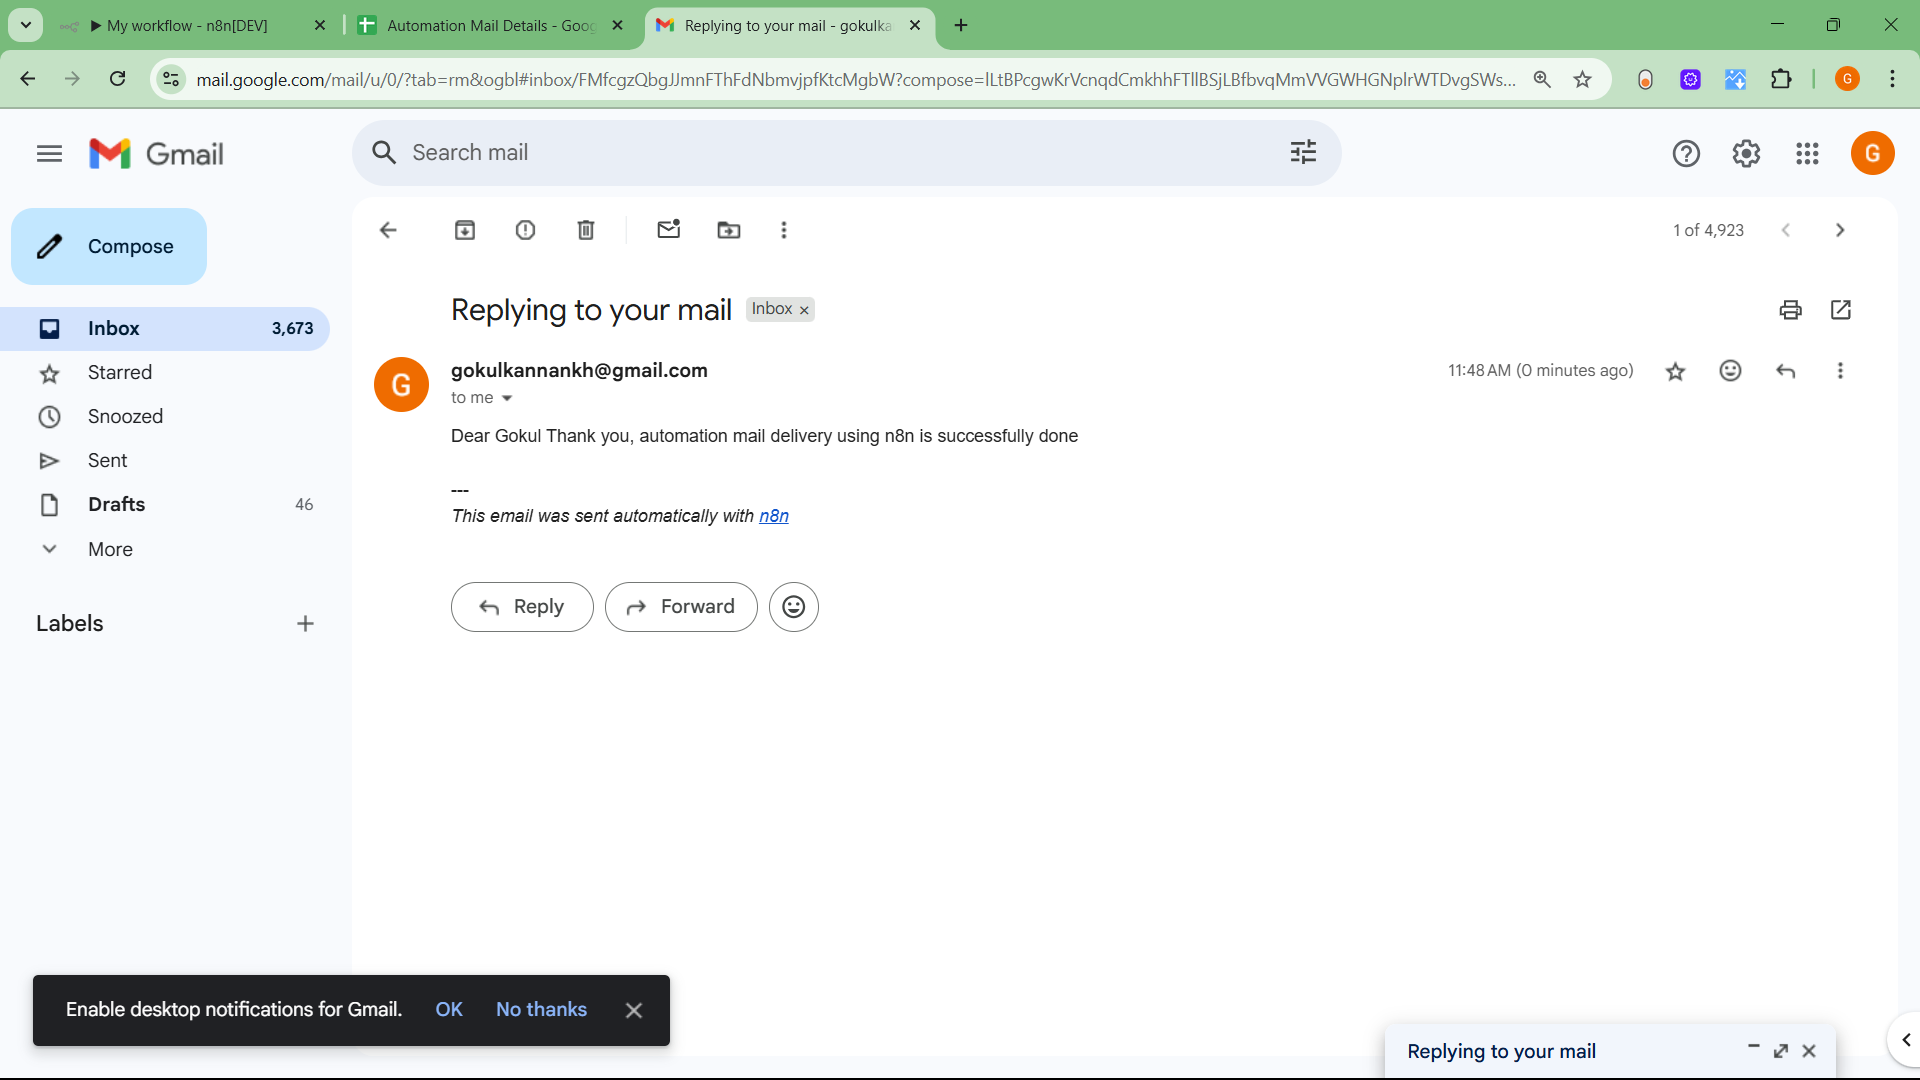 My workflow - n8n[DEV]
Automation Mail Details - Goog
Replying to your mail - gokulka
mail.google.com/mail/u/0/?tab=rm&ogbl#inbox/FMfcgzQbgJJmnFThFdNbmvjpfKtcMgbW?compose=lLtBPcgwKrVcnqdCmkhhFTllBSjLBfbvqMmVVGWHGNplrWTDvgSWs...
G
Gmail
Search mail
G
Compose
1 of 4,923
Replying to your mail Inbox ×
Inbox 3,673
G
gokulkannankh@gmail.com 11:48 AM (0 minutes ago)
to me
Starred
Snoozed
Dear Gokul Thank you, automation mail delivery using n8n is successfully done
Sent
---
Drafts 46
This email was sent automatically with n8n
More
Reply Forward
Labels
Enable desktop notifications for Gmail. OK No thanks
Replying to your mail